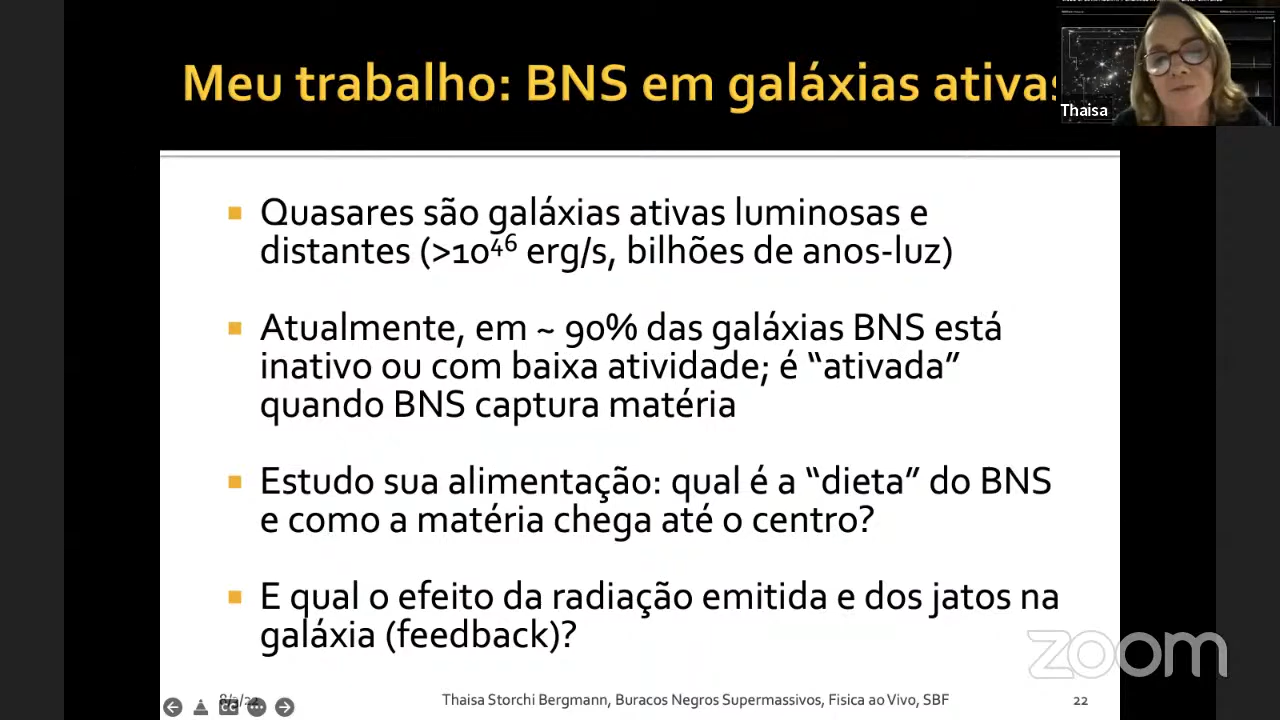 Meu trabalho: BNS em galáxias ativas
Thaisa
Quasares são galáxias ativas luminosas e
distantes (>10⁴⁶ erg/s, bilhões de anos-luz)
Atualmente, em ~ 90% das galáxias BNS está
inativo ou com baixa atividade; é “ativada”
quando BNS captura matéria
Estudo sua alimentação: qual é a “dieta” do BNS
e como a matéria chega até o centro?
E qual o efeito da radiação emitida e dos jatos na
galáxia (feedback)?
zoom
Thaisa Storchi Bergmann, Buracos Negros Supermassivos, Fisica ao Vivo, SBF
22